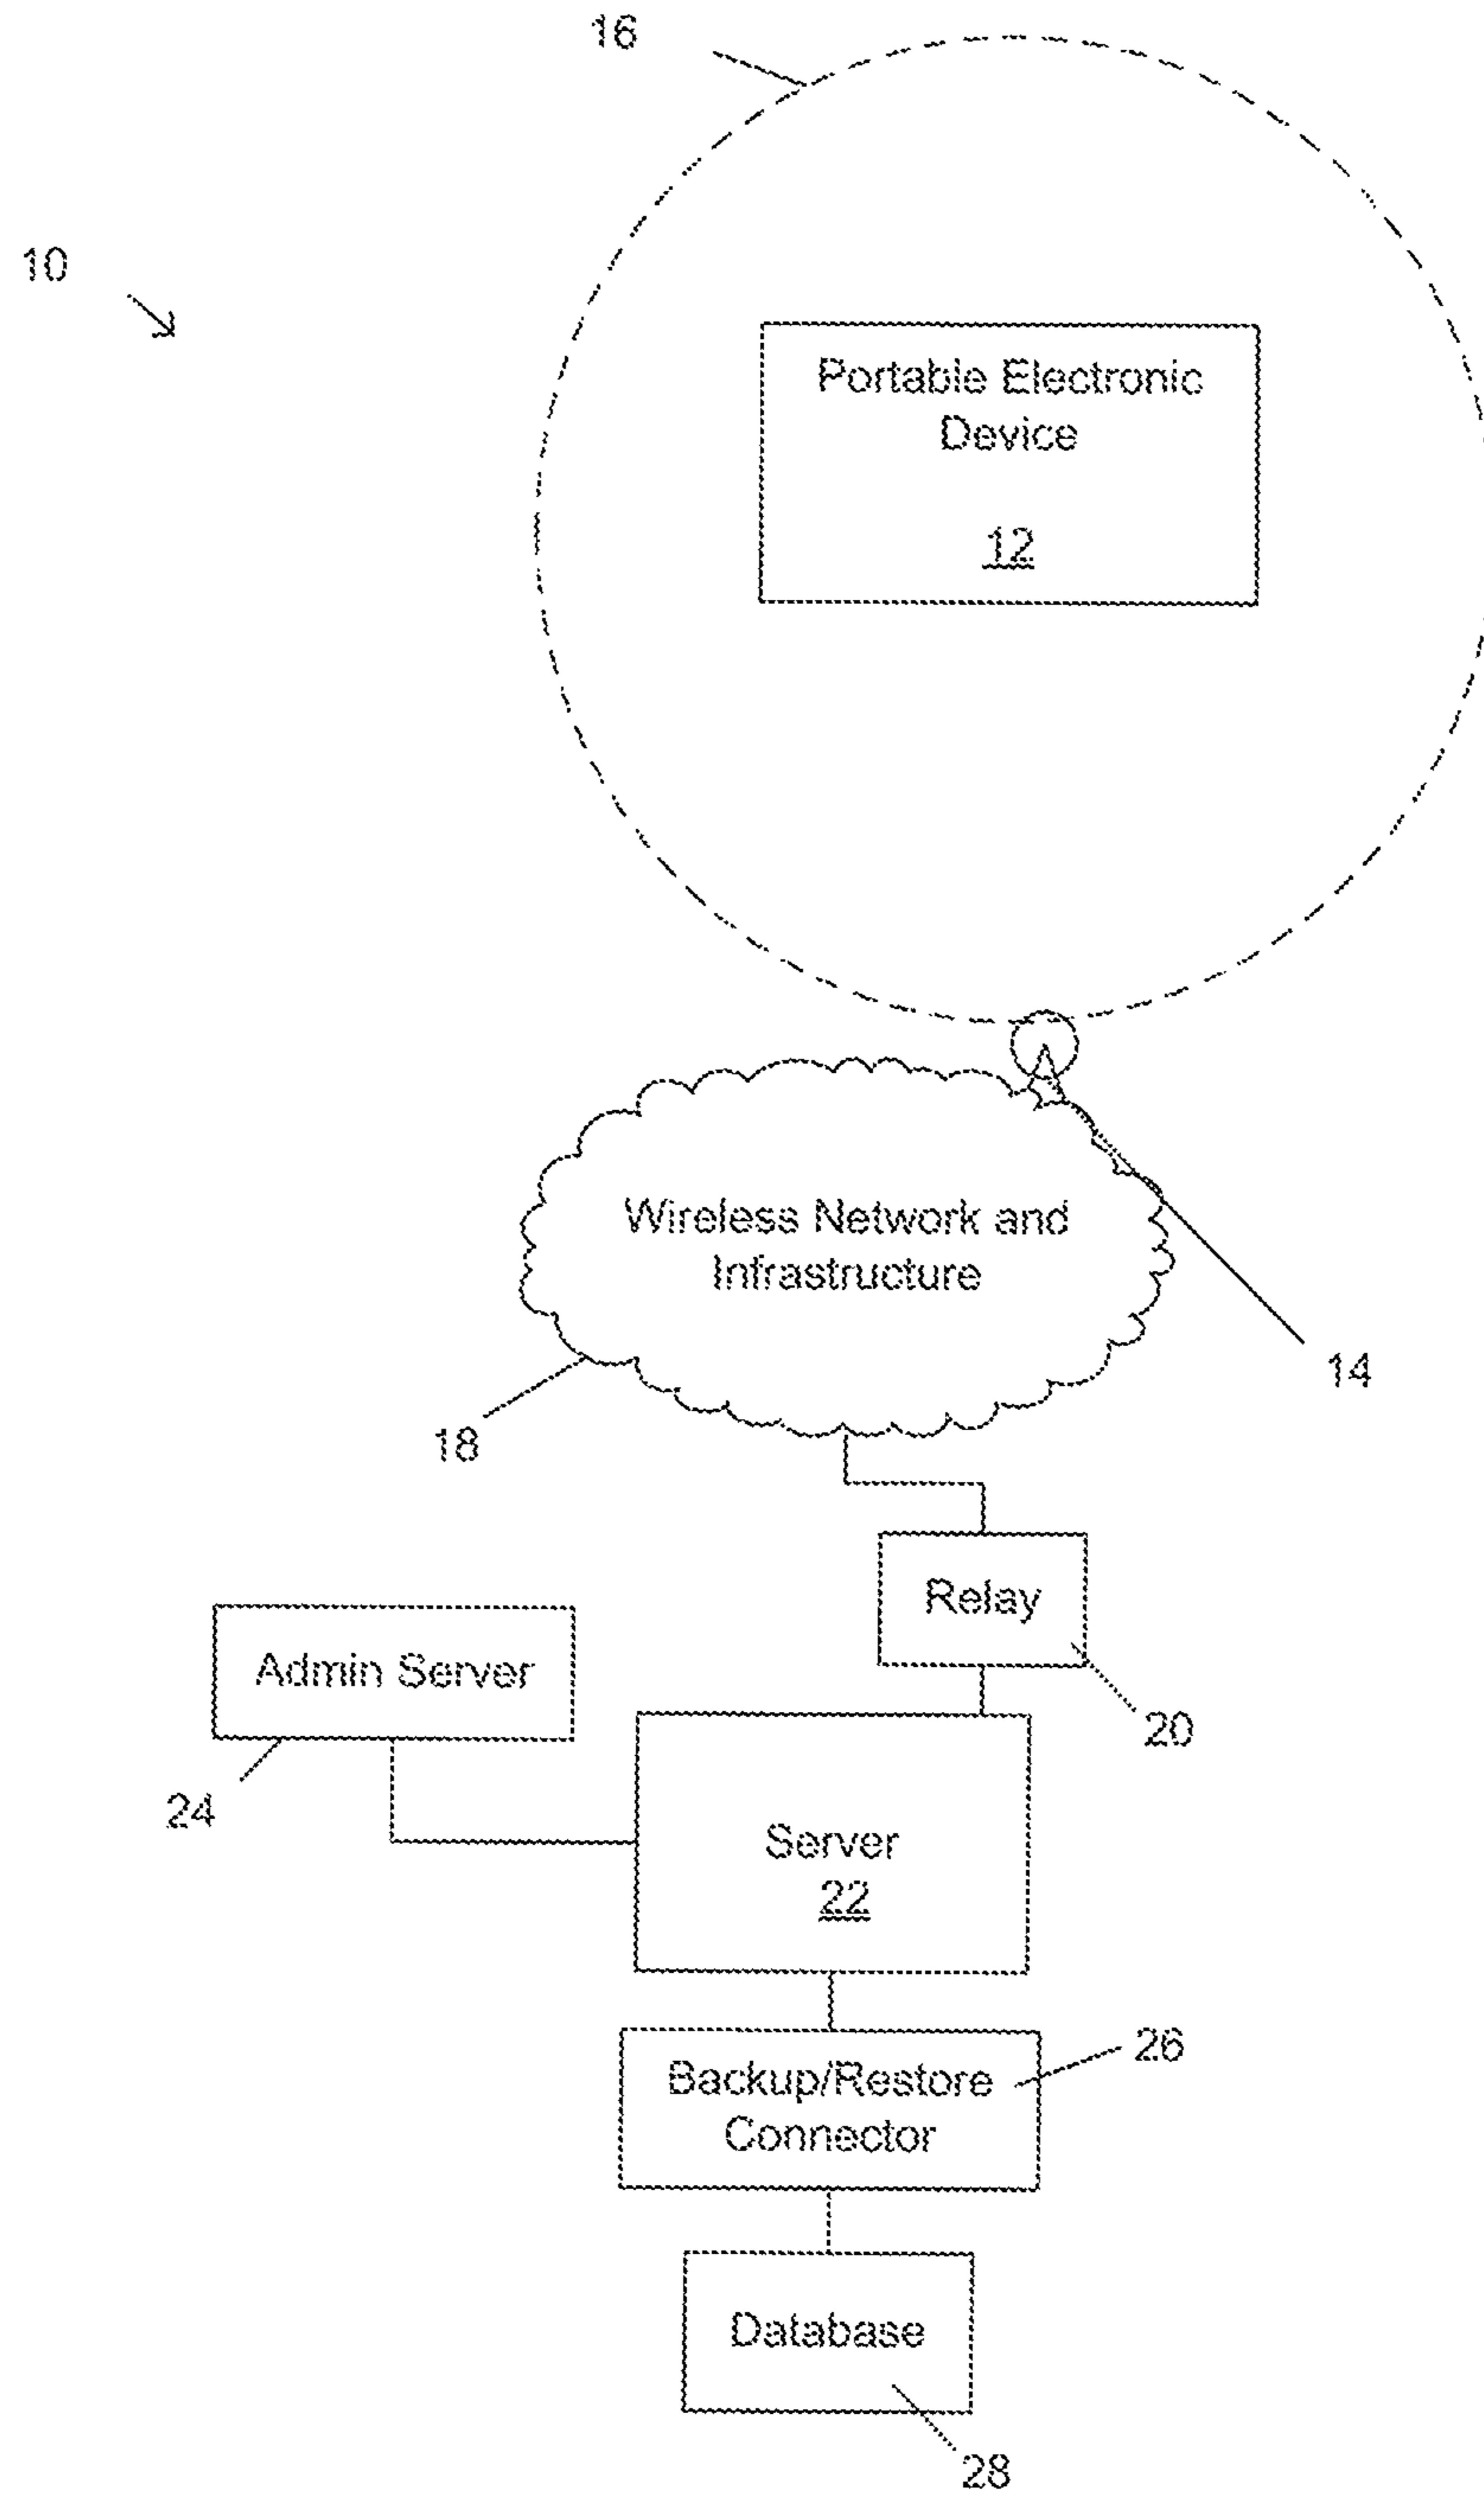 16
10
Portable Electronic
Device
12
Wireless Network and
Infrastructure
14
18
Relay
Admin Server
20
24
Server
22
26
Backup/Restore
Connector
Database
28